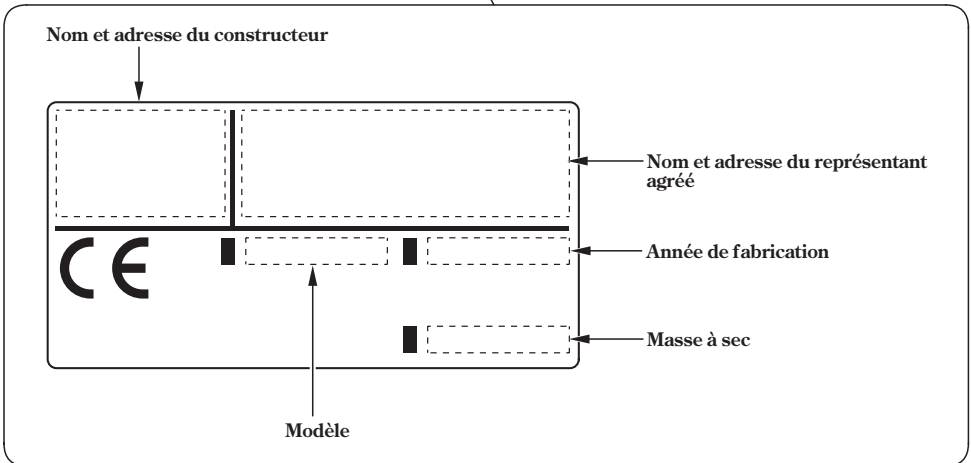 Nom et adresse du constructeur
Nom et adresse du représentant
agréé
CE
Année de fabrication
Masse à sec
Modèle